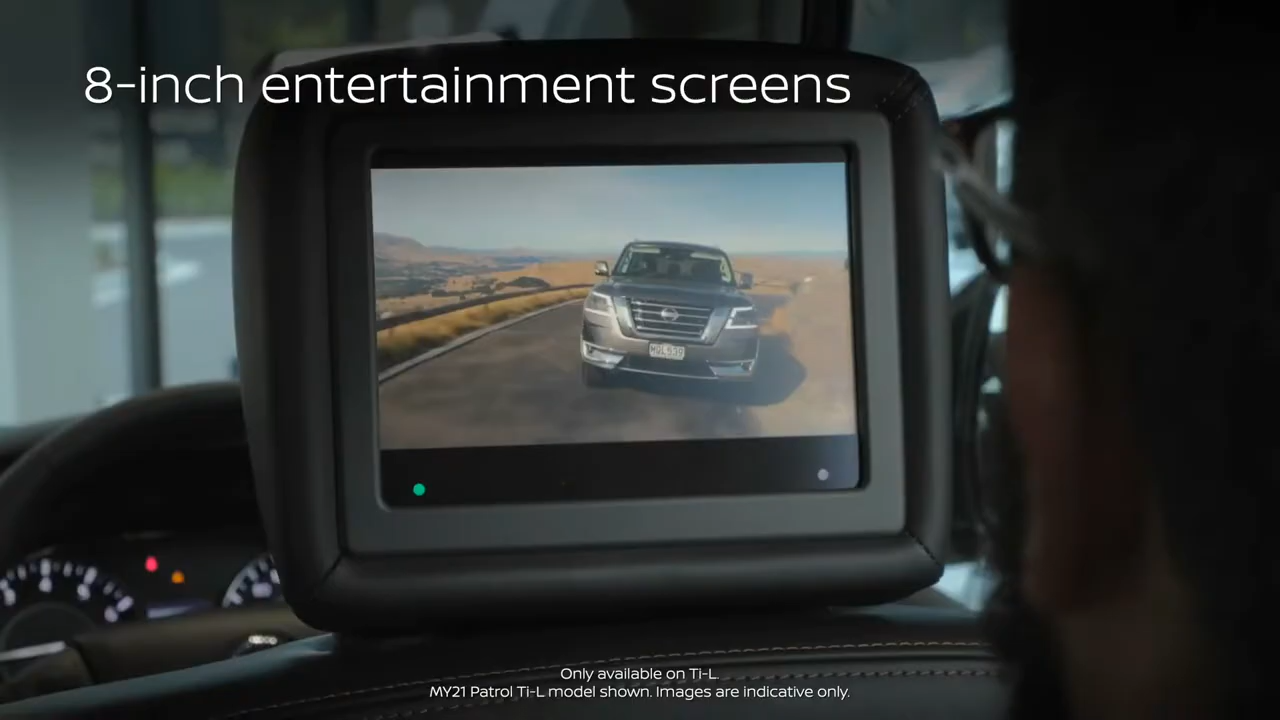 8-inch entertainment screens
Only available on Ti-L.
MY21 Patrol Ti-L model shown. Images are indicative only.